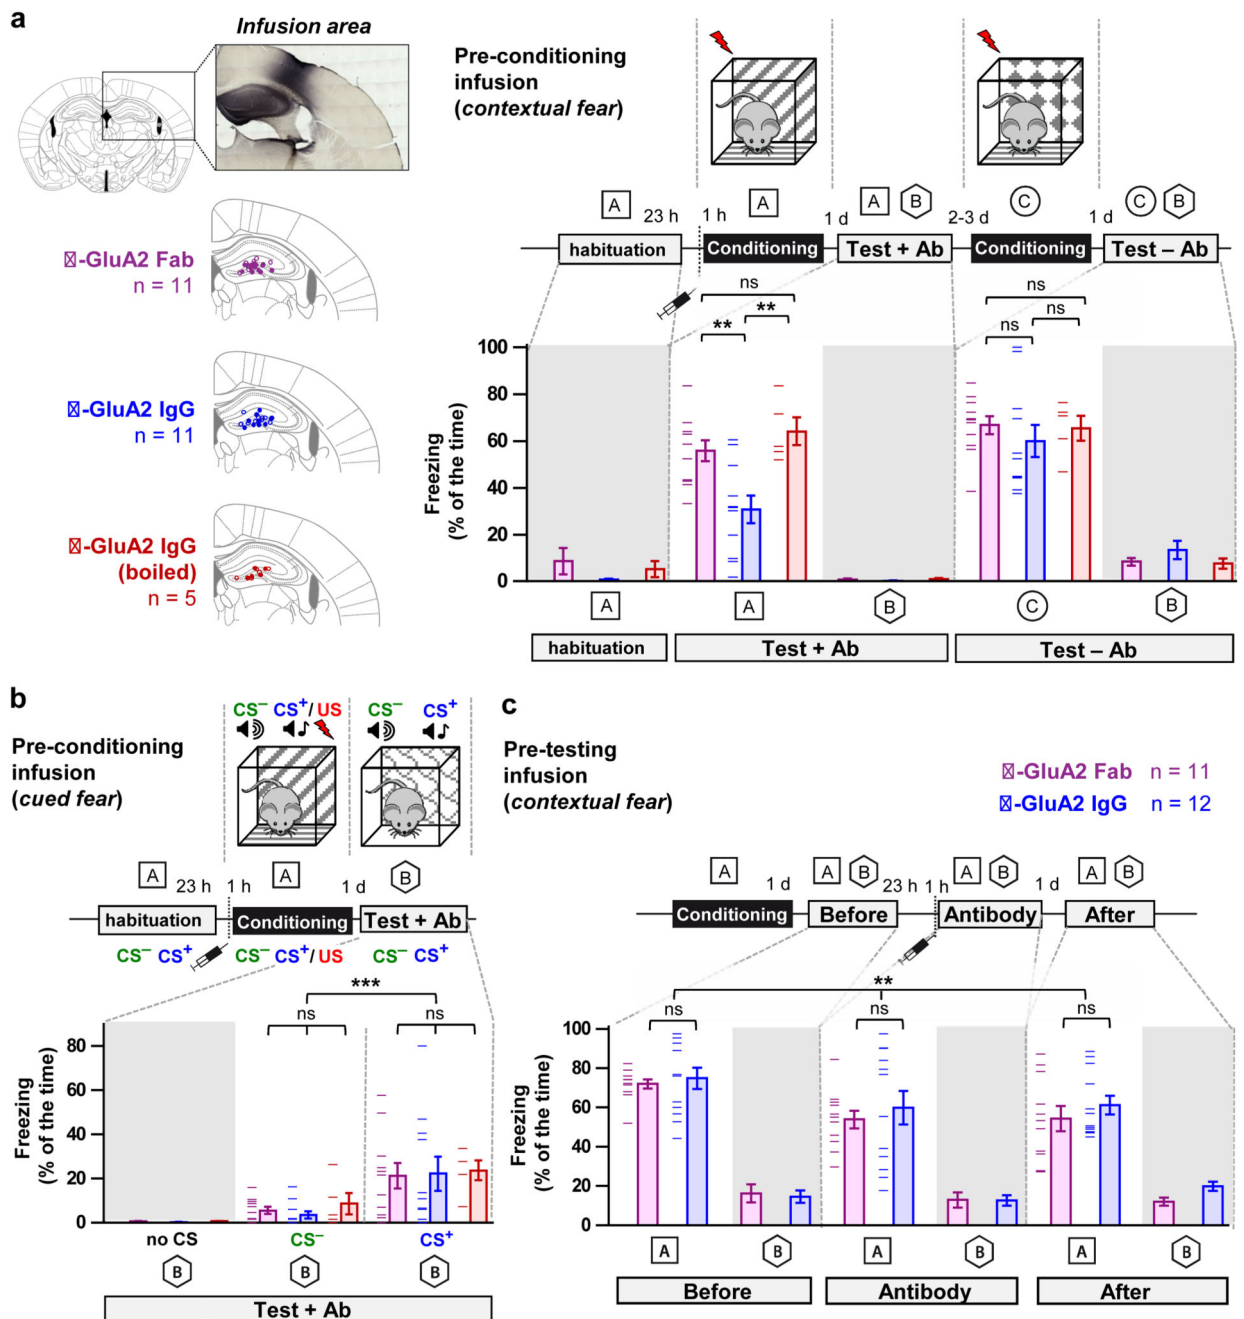 a
Infusion area
Pre-conditioning
infusion
(contextual fear)
A
23 h
1 h
A
1 d
A B
2-3 d
C
1 d
C B
habituation
Conditioning
Test + Ab
Conditioning
Test – Ab
-GluA2 Fab
n = 11
-GluA2 IgG
n = 11
-GluA2 IgG
(boiled)
n = 5
ns
**
**
ns
ns
ns
Freezing
(% of the time)
100
80
60
40
20
0
A
A
B
C
B
habituation
Test + Ab
Test – Ab
b
Pre-conditioning
infusion
(cued fear)
CS– CS+/US
CS– CS+
A
23 h
1 h
A
1 d
B
habituation
Conditioning
Test + Ab
CS– CS+
CS– CS+/US
CS– CS+
***
ns
ns
Freezing
(% of the time)
80
60
40
20
0
no CS
CS–
CS+
B
B
B
Test + Ab
c
Pre-testing
infusion
(contextual fear)
-GluA2 Fab n = 11
-GluA2 IgG n = 12
A
1 d
A B
23 h
1 h
A B
1 d
A B
Conditioning
Before
Antibody
After
**
ns
ns
ns
Freezing
(% of the time)
100
80
60
40
20
0
A
B
A
B
A
B
Before
Antibody
After